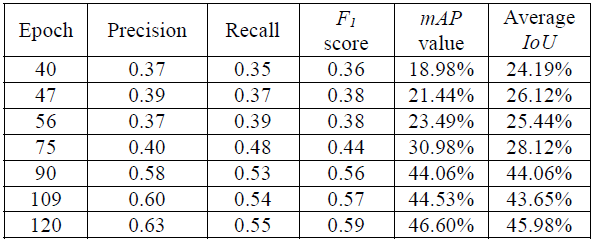 Epoch Precision Recall F1 score mAP value Average IoU
40 0.37 0.35 0.36 18.98% 24.19%
47 0.39 0.37 0.38 21.44% 26.12%
56 0.37 0.39 0.38 23.49% 25.44%
75 0.40 0.48 0.44 30.98% 28.12%
90 0.58 0.53 0.56 44.06% 44.06%
109 0.60 0.54 0.57 44.53% 43.65%
120 0.63 0.55 0.59 46.60% 45.98%